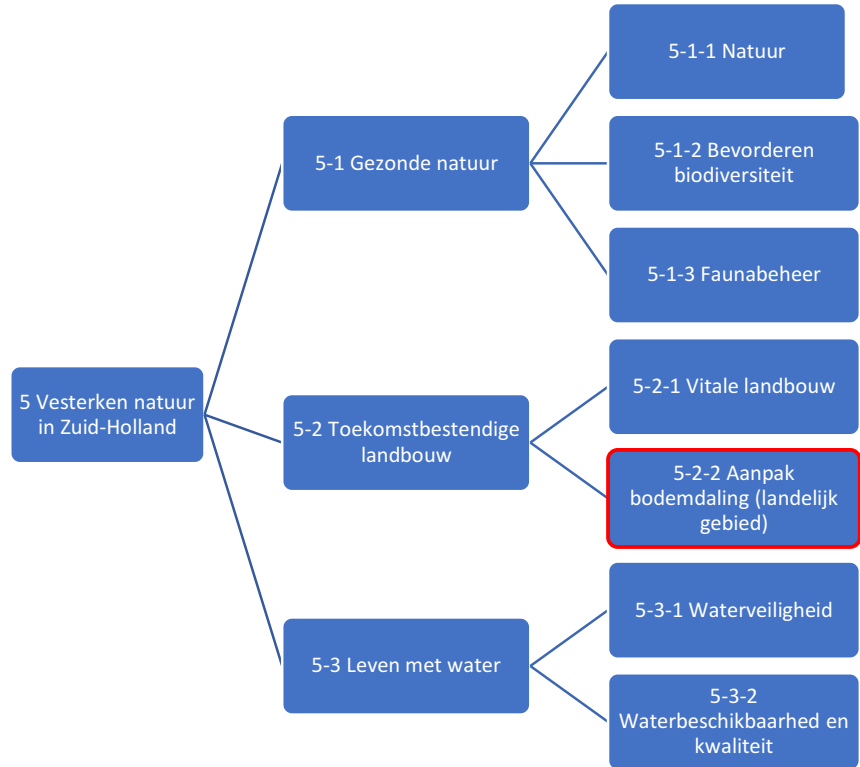 5 Vesterken natuur
in Zuid-Holland
5-1 Gezonde natuur
5-1-1 Natuur
5-1-2 Bevorderen
biodiversiteit
5-1-3 Faunabeheer
5-2 Toekomstbestendige
landbouw
5-2-1 Vitale landbouw
5-2-2 Aanpak
bodemdaling (landelijk
gebied)
5-3 Leven met water
5-3-1 Waterveiligheid
5-3-2
Waterbeschikbaarhed en
kwaliteit